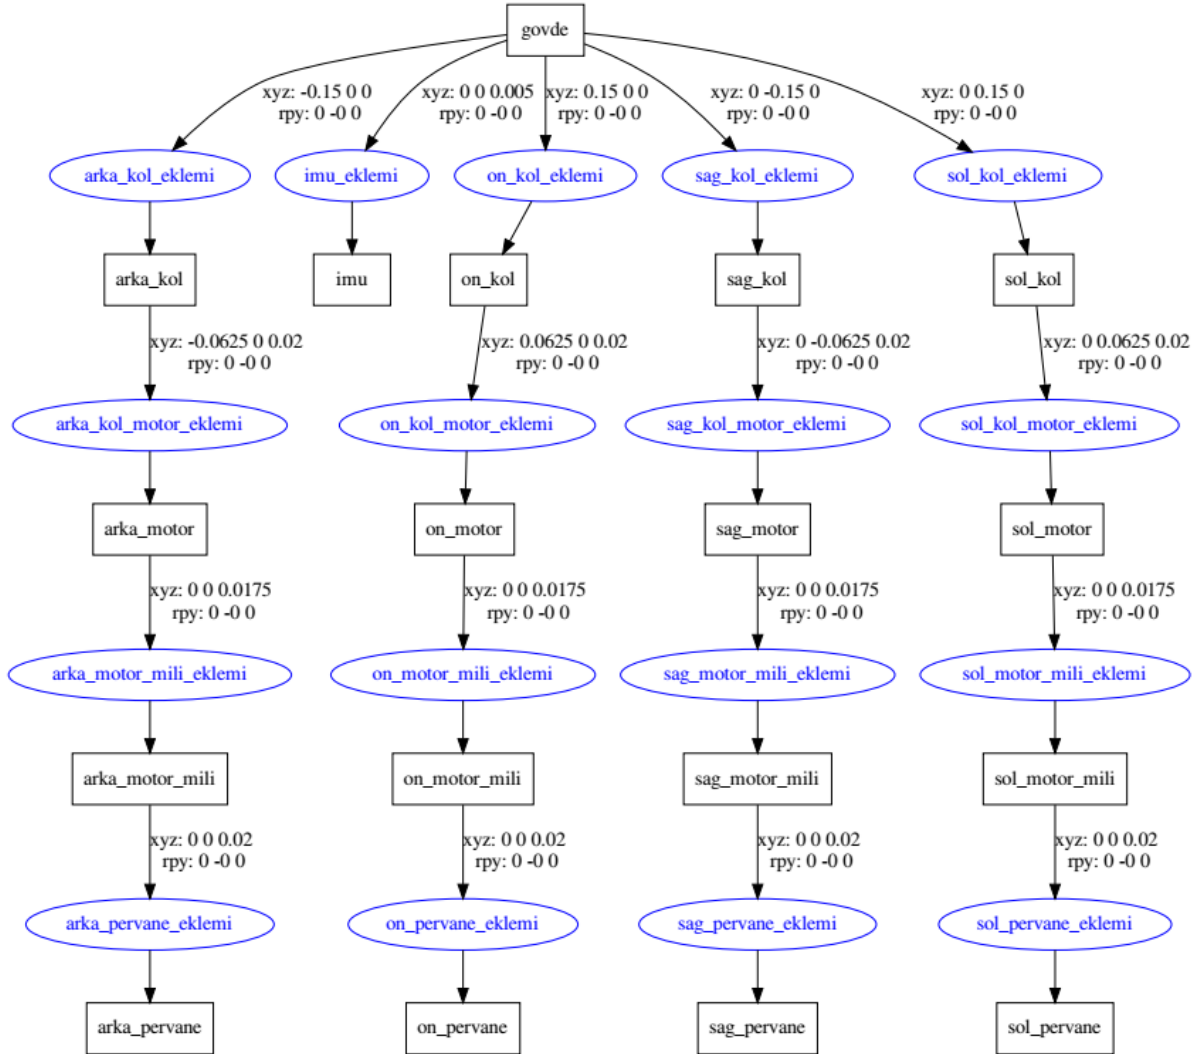 govde
xyz: -0.15 0 0
rpy: 0 -0 0
xyz: 0 0 0.005
rpy: 0 -0 0
xyz: 0.15 0 0
rpy: 0 -0 0
xyz: 0 -0.15 0
rpy: 0 -0 0
xyz: 0 0.15 0
rpy: 0 -0 0
arka_kol_eklemi
imu_eklemi
on_kol_eklemi
sag_kol_eklemi
sol_kol_eklemi
arka_kol
imu
on_kol
sag_kol
sol_kol
xyz: -0.0625 0 0.02
rpy: 0 -0 0
xyz: 0.0625 0 0.02
rpy: 0 -0 0
xyz: 0 -0.0625 0.02
rpy: 0 -0 0
xyz: 0 0.0625 0.02
rpy: 0 -0 0
arka_kol_motor_eklemi
on_kol_motor_eklemi
sag_kol_motor_eklemi
sol_kol_motor_eklemi
arka_motor
on_motor
sag_motor
sol_motor
xyz: 0 0 0.0175
rpy: 0 -0 0
xyz: 0 0 0.0175
rpy: 0 -0 0
xyz: 0 0 0.0175
rpy: 0 -0 0
xyz: 0 0 0.0175
rpy: 0 -0 0
arka_motor_mili_eklemi
on_motor_mili_eklemi
sag_motor_mili_eklemi
sol_motor_mili_eklemi
arka_motor_mili
on_motor_mili
sag_motor_mili
sol_motor_mili
xyz: 0 0 0.02
rpy: 0 -0 0
xyz: 0 0 0.02
rpy: 0 -0 0
xyz: 0 0 0.02
rpy: 0 -0 0
xyz: 0 0 0.02
rpy: 0 -0 0
arka_pervane_eklemi
on_pervane_eklemi
sag_pervane_eklemi
sol_pervane_eklemi
arka_pervane
on_pervane
sag_pervane
sol_pervane